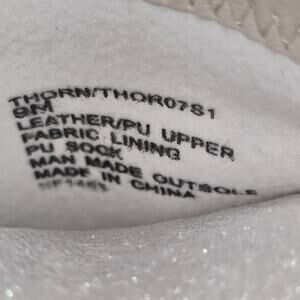 THORN/THOR07S1
9M
LEATHER/PU UPPER
FABRIC LINING
PU SOCK
MAN MADE OUTSOLE
MADE IN CHINA